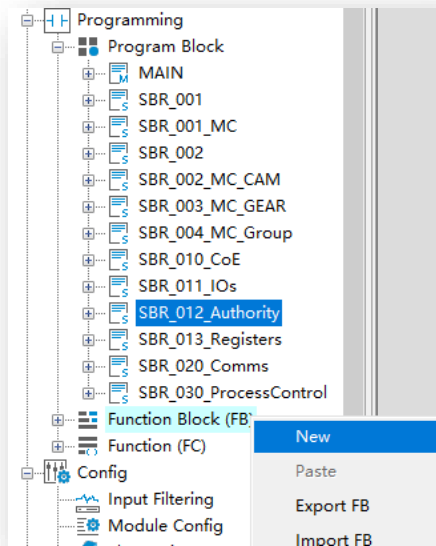 Programming
Program Block
MAIN
SBR_001
SBR_001_MC
SBR_002
SBR_002_MC_CAM
SBR_003_MC_GEAR
SBR_004_MC_Group
SBR_010_CoE
SBR_011_IOs
SBR_012_Authority
SBR_013_Registers
SBR_020_Comms
SBR_030_ProcessControl
Function Block (FB)
New
Function (FC)
Paste
Config
Input Filtering
Export FB
Module Config
Import FB